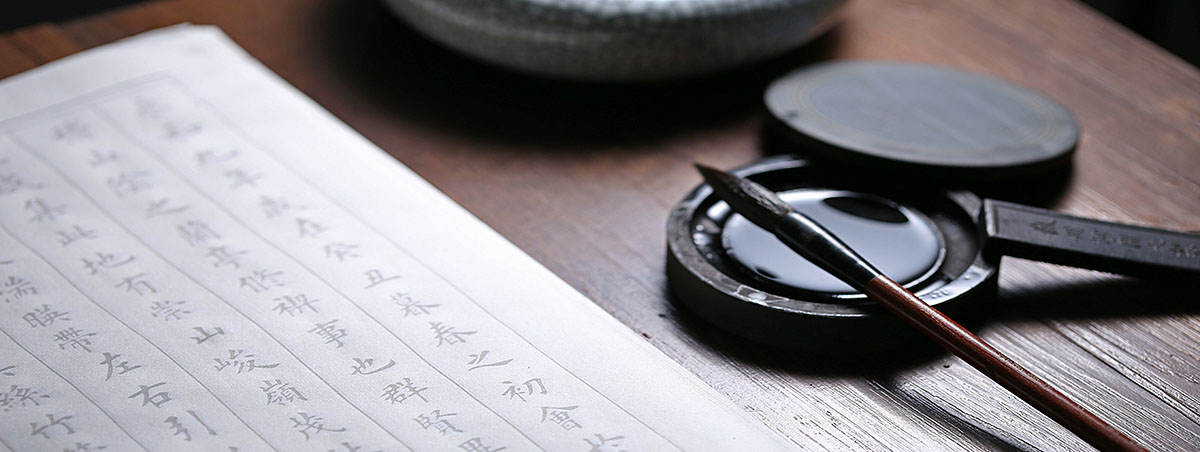 永和九年歲在癸丑暮春之初會
山陰之蘭亭修禊事也群賢畢
咸集此地有崇山峻嶺茂
湍映帶左右引
絲竹